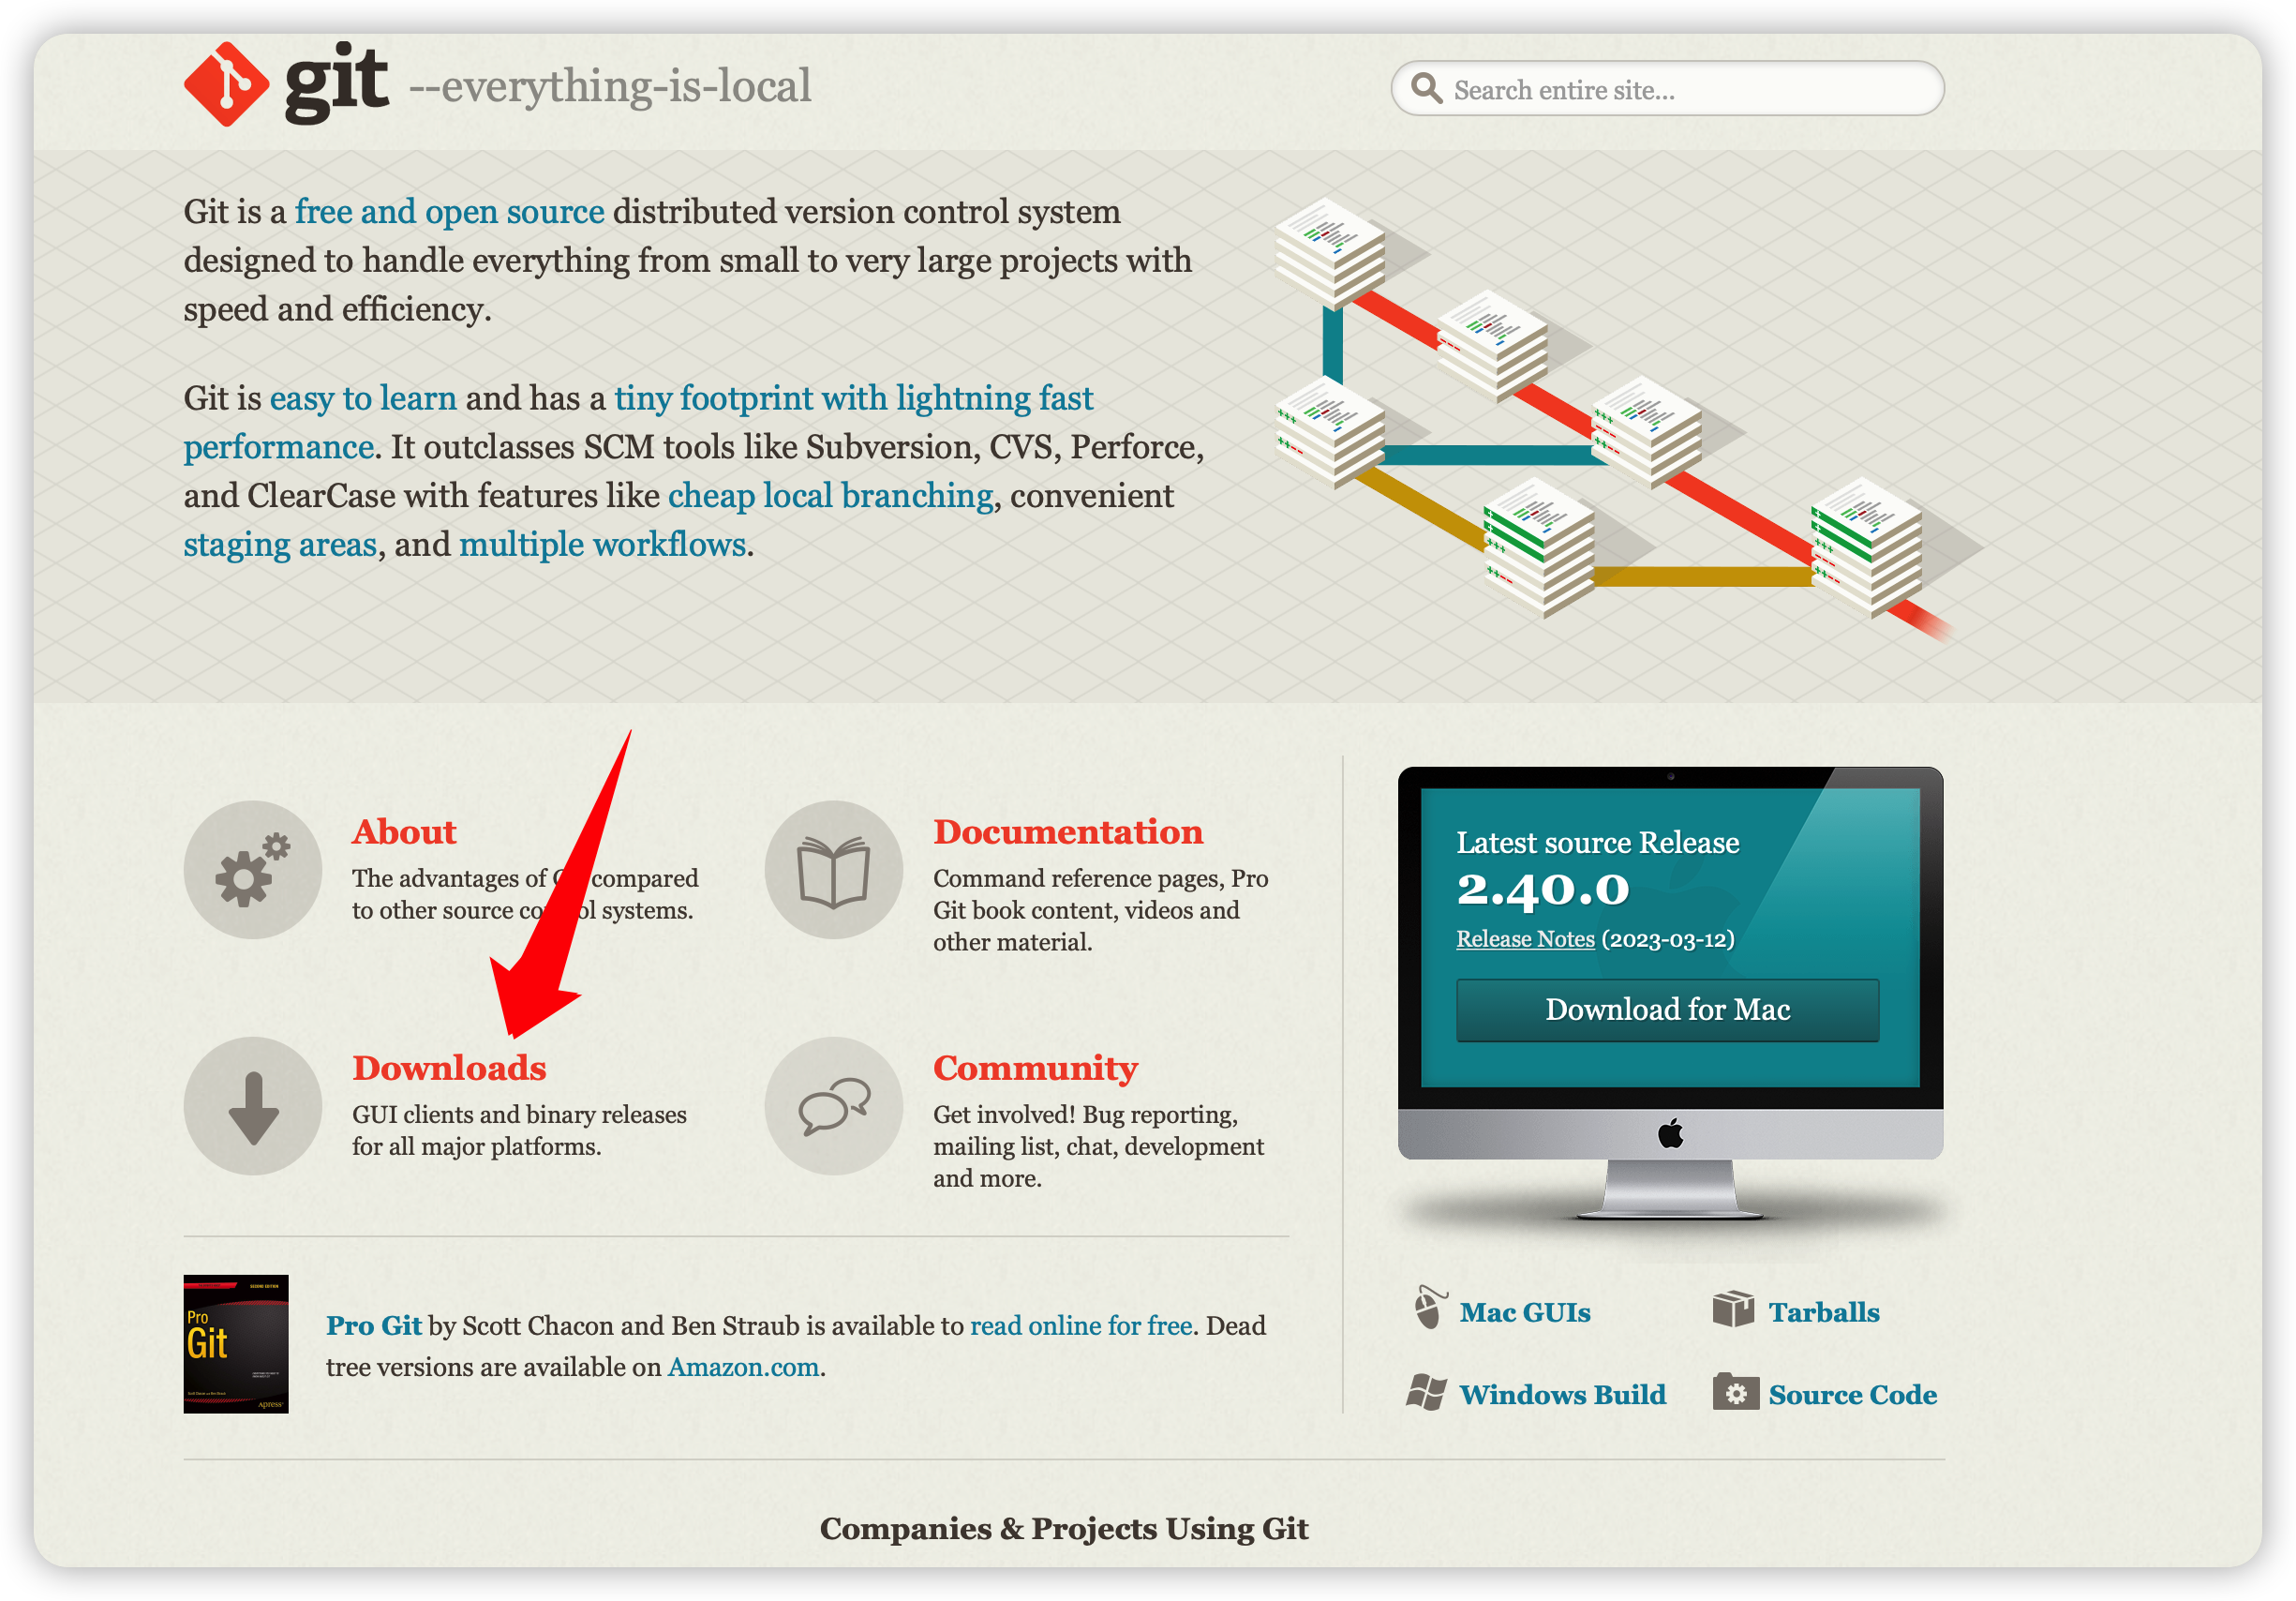 git --everything-is-local
Search entire site...
Git is a free and open source distributed version control system
designed to handle everything from small to very large projects with
speed and efficiency.
Git is easy to learn and has a tiny footprint with lightning fast
performance. It outclasses SCM tools like Subversion, CVS, Perforce,
and ClearCase with features like cheap local branching, convenient
staging areas, and multiple workflows.
About
The advantages of compared
to other source systems.
Documentation
Command reference pages, Pro
Git book content, videos and
other material.
Downloads
GUI clients and binary releases
for all major platforms.
Community
Get involved! Bug reporting,
mailing list, chat, development
and more.
Latest source Release
2.40.0
Release Notes (2023-03-12)
Download for Mac
Mac GUIs
Tarballs
Windows Build
Source Code
Pro
Git
Apress
Pro Git by Scott Chacon and Ben Straub is available to read online for free. Dead
tree versions are available on Amazon.com.
Companies & Projects Using Git